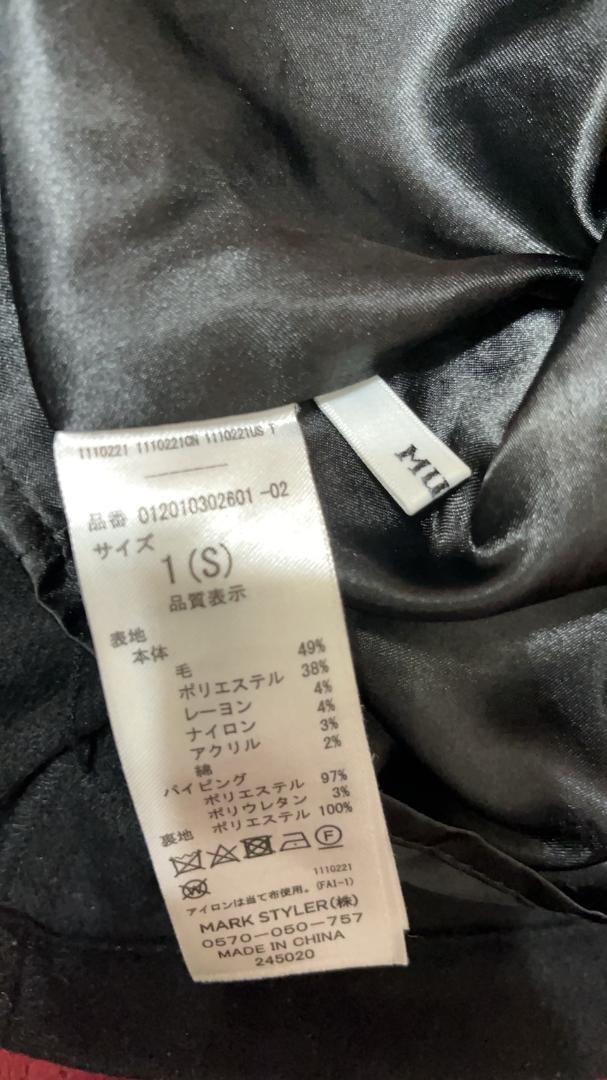 1110221 1110221CN 1110221US T
品番 012010302601 -02
サイズ
1(S)
品質表示
表地
本体
毛 49%
ポリエステル 38%
レーヨン 4%
ナイロン 4%
アクリル 3%
綿 2%
パイピング
ポリエステル 97%
ポリウレタン 3%
裏地 ポリエステル 100%
F
W
1110221
アイロンは当て布使用。(FA1-1)
MARK STYLER(株)
0570-050-757
MADE IN CHINA
245020
MU